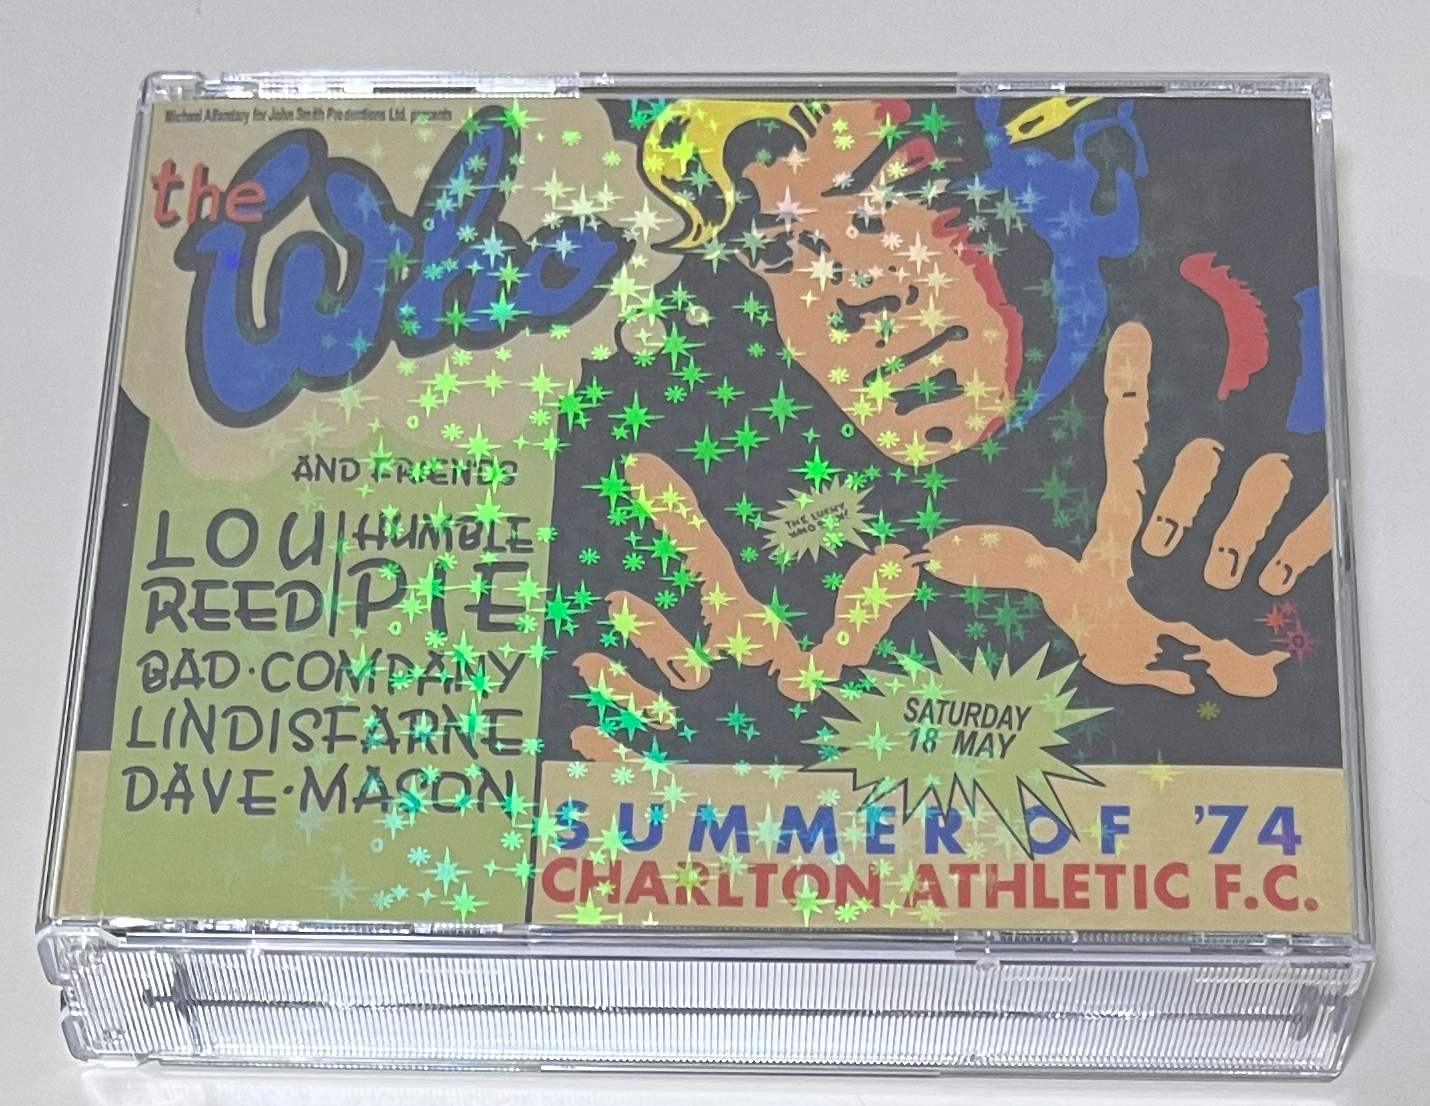 Michael Alfandary for John Smith Productions Ltd. presents
the
Who
AND FRIENDS
LOU REED
HUMBLE PIE
BAD·COMPANY
LINDISFARNE
DAVE·MASON
THE LUCKY
SATURDAY
18 MAY
SUMMER OF '74
CHARLTON ATHLETIC F.C.